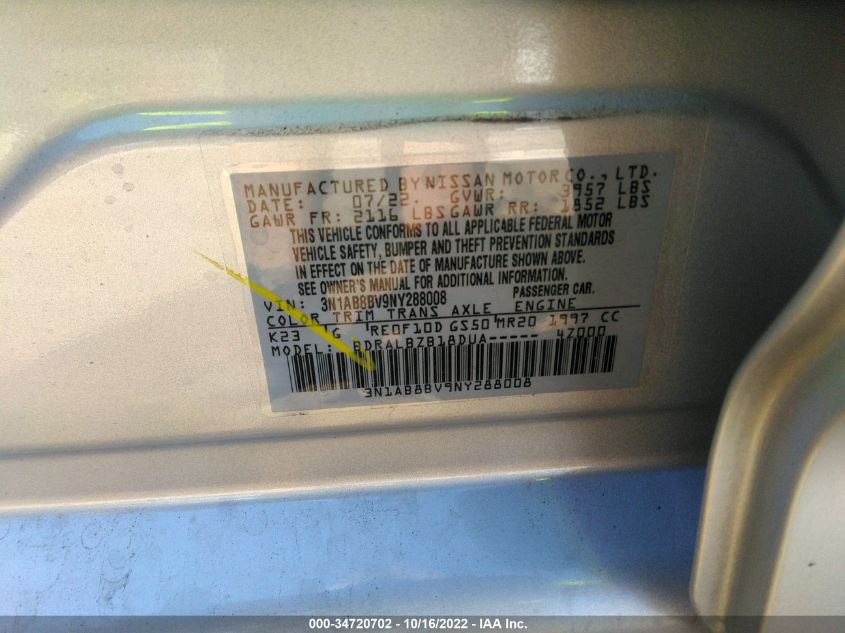 MANUFACTURED BY NISSAN MOTOR CO., LTD.
DATE: 07/22. GVWR: 3957 LBS
GAWR FR: 2116 LBS GAWR RR: 1852 LBS
THIS VEHICLE CONFORMS TO ALL APPLICABLE FEDERAL MOTOR
VEHICLE SAFETY, BUMPER AND THEFT PREVENTION STANDARDS
IN EFFECT ON THE DATE OF MANUFACTURE SHOWN ABOVE.
SEE OWNER'S MANUAL FOR ADDITIONAL INFORMATION.
VIN: 3N1AB8BV9NY288008 PASSENGER CAR.
COLOR TRIM TRANS AXLE ENGINE
K23 G RE0F10D GS50 MR20 1997 CC
MODEL: BDRALBZB18DUA----- 47000
3N1AB8BV9NY288008
000-34720702 - 10/16/2022 - IAA Inc.